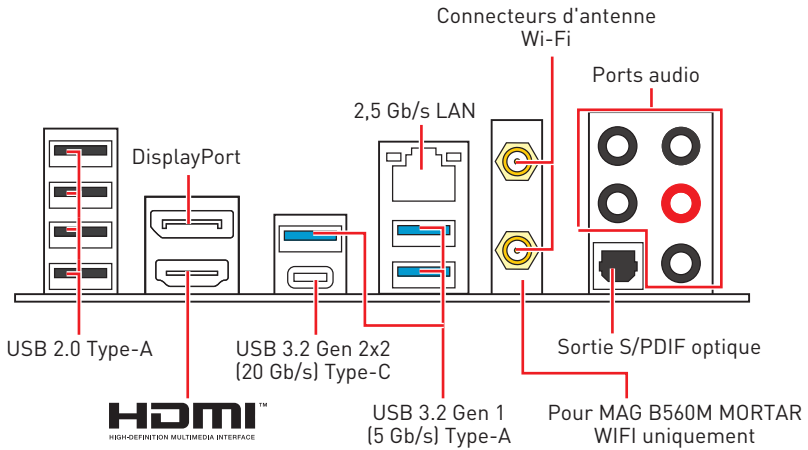 Connecteurs d'antenne
Wi-Fi
Ports audio
2,5 Gb/s LAN
DisplayPort
USB 2.0 Type-A
USB 3.2 Gen 2x2
(20 Gb/s) Type-C
Sortie S/PDIF optique
HDMI™
HIGH-DEFINITION MULTIMEDIA INTERFACE
USB 3.2 Gen 1
(5 Gb/s) Type-A
Pour MAG B560M MORTAR
WIFI uniquement